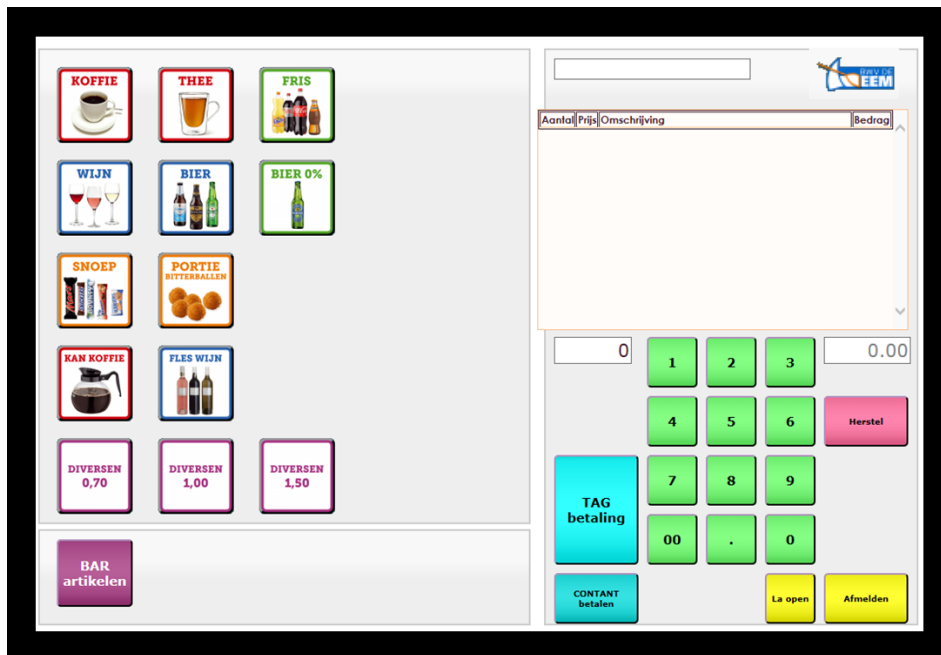 KOFFIE
THEE
FRIS
WIJN
BIER
BIER 0%
SNOEP
PORTIE
BITTERBALLEN
KAN KOFFIE
FLES WIJN
DIVERSEN
0,70
DIVERSEN
1,00
DIVERSEN
1,50
BAR
artikelen
RWV DE
EEM
Aantal Prijs Omschrijving Bedrag
0
1 2 3
0.00
4 5 6
Herstel
TAG
betaling
7 8 9
00 . 0
CONTANT
betalen
La open
Afmelden